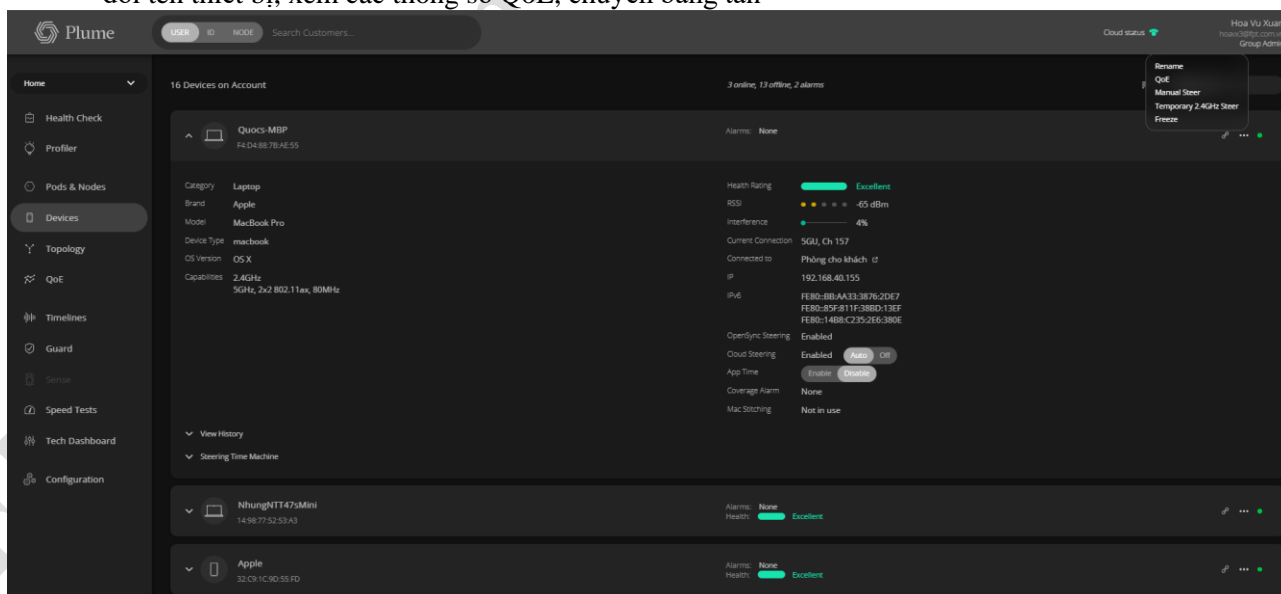 đổi tên thiết bị, xem các thông số QoE, chuyển băng tần
Plume
USER ID NODE Search Customers...
Cloud status
Hoa Vu Xuan
hoavx3@fpt.com.vn
Group Admin
Home
Health Check
Profiler
Pods & Nodes
Devices
Topology
QoE
Timelines
Guard
Sense
Speed Tests
Tech Dashboard
Configuration
16 Devices on Account
3 online, 13 offline, 2 alarms
Rename
QoE
Manual Steer
Temporary 2.4GHz Steer
Freeze
Quocs-MBP
F4:D4:88:7B:AE:55
Alarms: None
Category Laptop
Brand Apple
Model MacBook Pro
Device Type macbook
OS Version OS X
Capabilities 2.4GHz
5GHz, 2x2 802.11ax, 80MHz
Health Rating Excellent
RSSI -65 dBm
Interference 4%
Current Connection 5GU, Ch 157
Connected to Phòng cho khách
IP 192.168.40.155
IPv6 FE80::BB:AA33:3876:2DE7
FE80::85F:811F:38BD:13EF
FE80::14B8:C235:2E6:380E
OpenSync Steering Enabled
Cloud Steering Enabled Auto Off
App Time Enable Disable
Coverage Alarm None
Mac Stitching Not in use
View History
Steering Time Machine
NhungNTT47sMini
14:98:77:52:53:A3
Alarms: None
Health: Excellent
Apple
32:C9:1C:9D:55:FD
Alarms: None
Health: Excellent